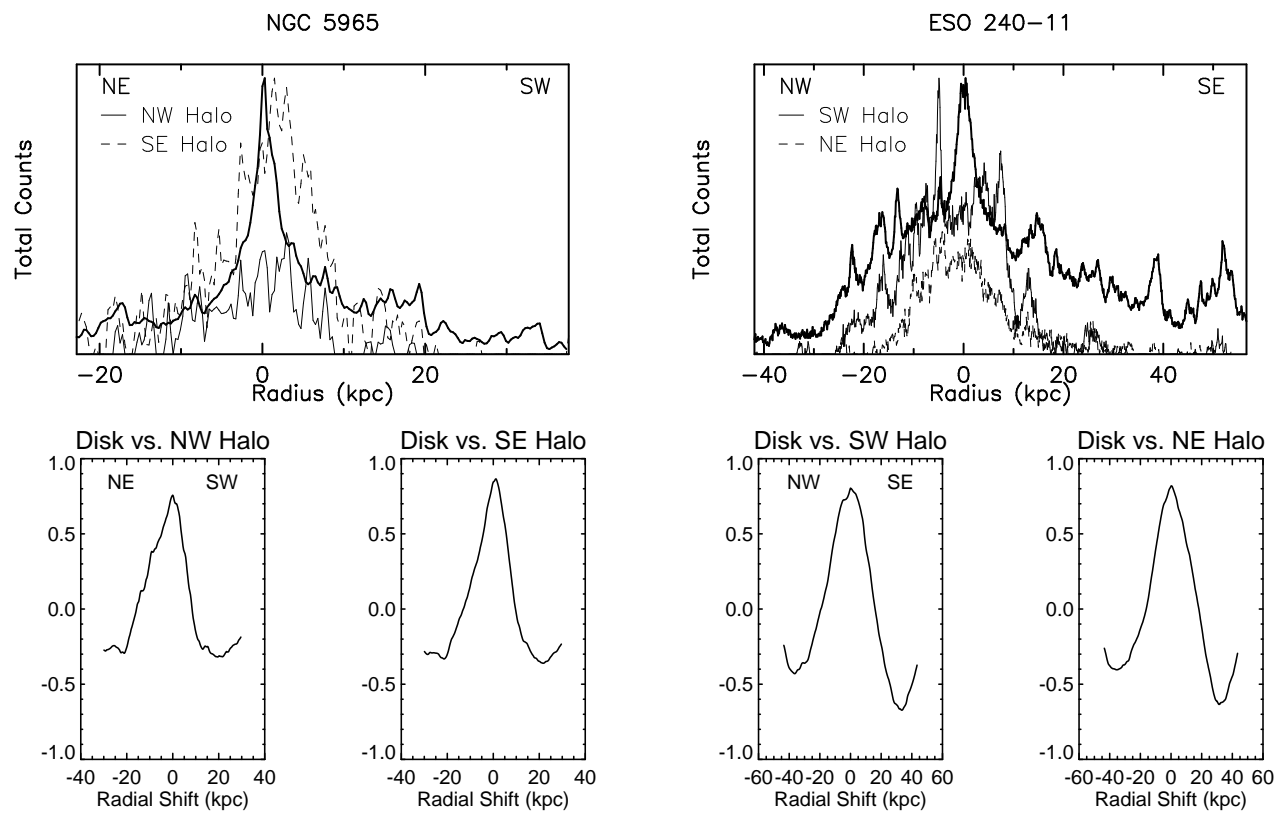 NGC 5965
ESO 240-11
NE
SW
NW Halo
SE Halo
Total Counts
-20
0
20
Radius (kpc)
NW
SE
SW Halo
NE Halo
Total Counts
-40
-20
0
20
40
Radius (kpc)
Disk vs. NW Halo
NE
SW
1.0
0.5
0.0
-0.5
-1.0
-40 -20 0 20 40
Radial Shift (kpc)
Disk vs. SE Halo
1.0
0.5
0.0
-0.5
-1.0
-40 -20 0 20 40
Radial Shift (kpc)
Disk vs. SW Halo
NW
SE
1.0
0.5
0.0
-0.5
-1.0
-60 -40 -20 0 20 40 60
Radial Shift (kpc)
Disk vs. NE Halo
1.0
0.5
0.0
-0.5
-1.0
-60 -40 -20 0 20 40 60
Radial Shift (kpc)